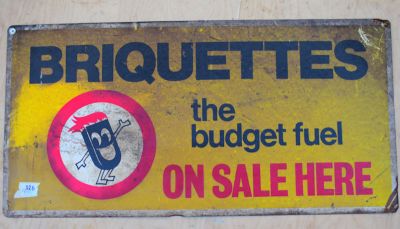 BRIQUETTES
the
budget fuel
ON SALE HERE